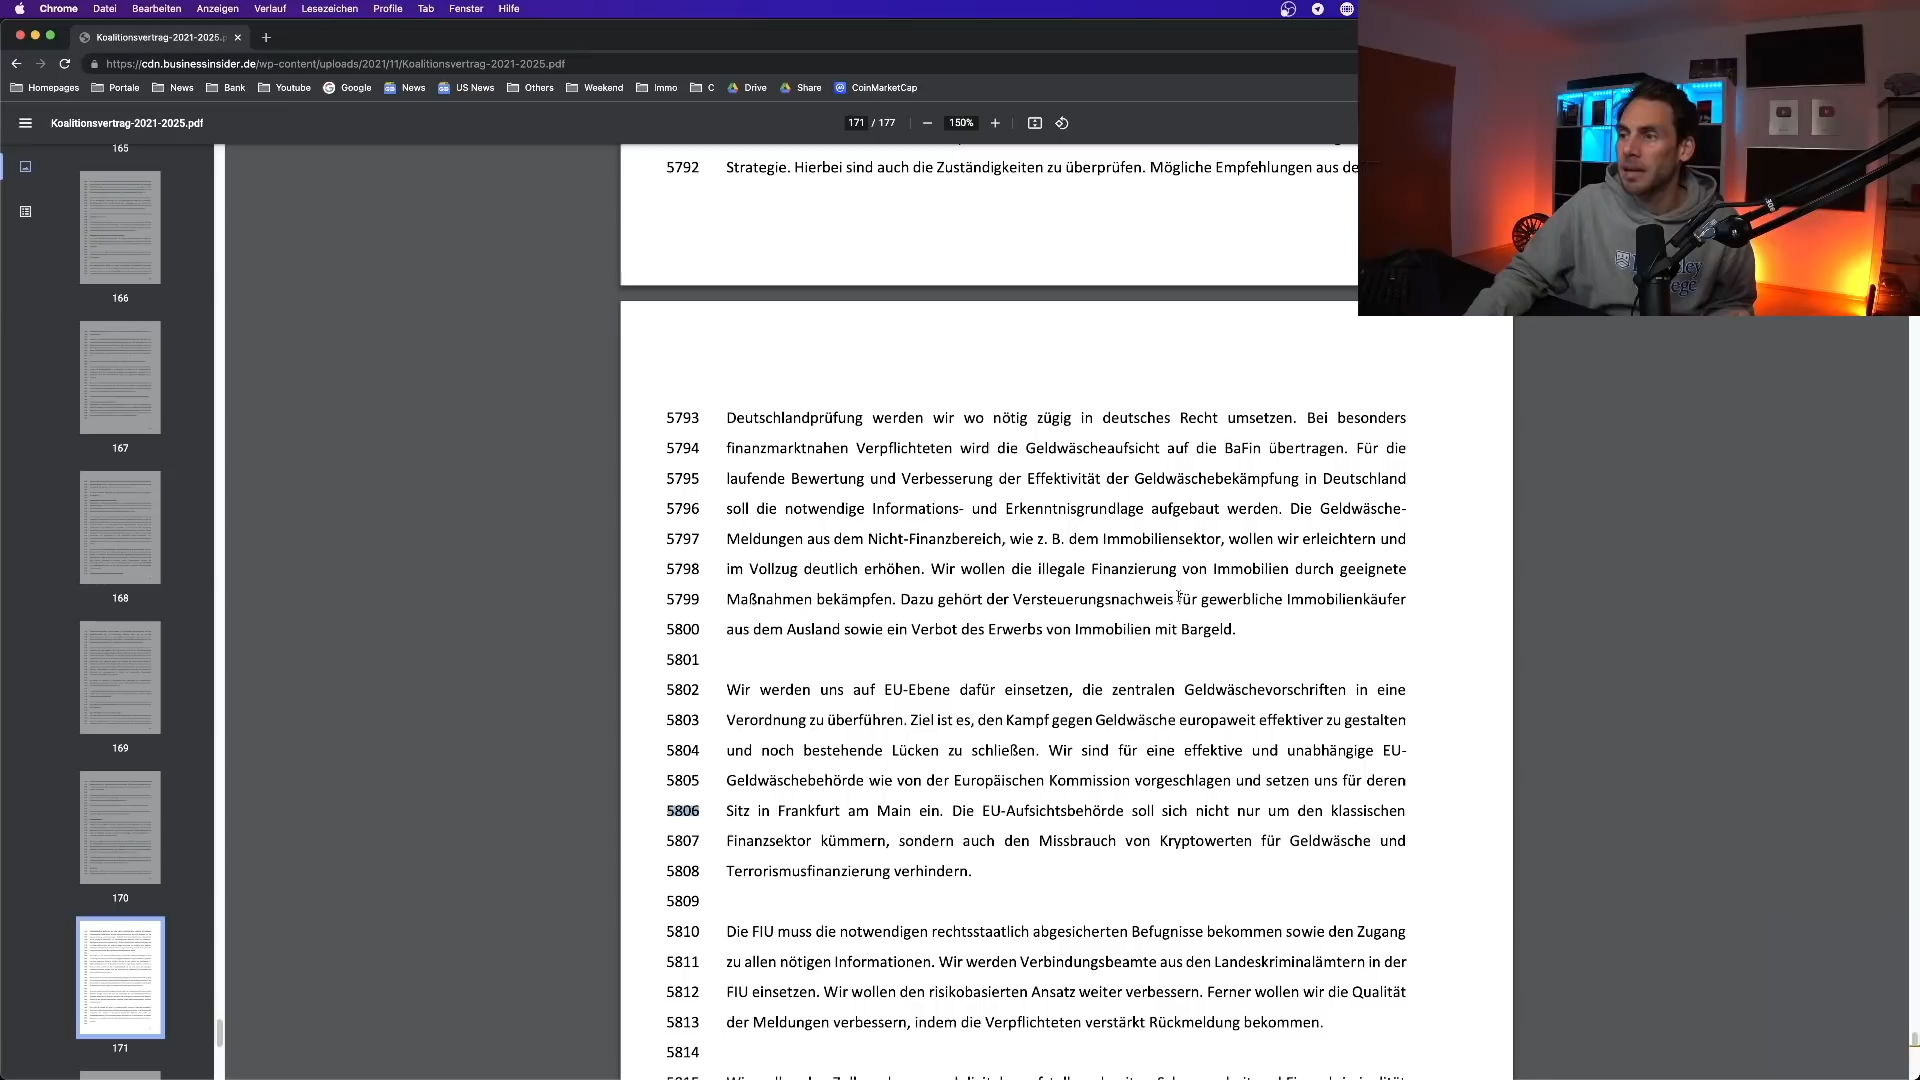 Chrome Datei Bearbeiten Anzeigen Verlauf Lesezeichen Profile Tab Fenster Hilfe
Koalitionsvertrag-2021-2025.p
https://cdn.businessinsider.de/wp-content/uploads/2021/11/Koalitionsvertrag-2021-2025.pdf
Homepages Portale News Bank Youtube Google News US News Others Weekend Immo C Drive Share CoinMarketCap
Koalitionsvertrag-2021-2025.pdf
171 / 177 150%
165
166
167
168
169
170
171
5792 Strategie. Hierbei sind auch die Zuständigkeiten zu überprüfen. Mögliche Empfehlungen aus de
5793 Deutschlandprüfung werden wir wo nötig zügig in deutsches Recht umsetzen. Bei besonders
5794 finanzmarktnahen Verpflichteten wird die Geldwäscheaufsicht auf die BaFin übertragen. Für die
5795 laufende Bewertung und Verbesserung der Effektivität der Geldwäschebekämpfung in Deutschland
5796 soll die notwendige Informations- und Erkenntnisgrundlage aufgebaut werden. Die Geldwäsche-
5797 Meldungen aus dem Nicht-Finanzbereich, wie z. B. dem Immobiliensektor, wollen wir erleichtern und
5798 im Vollzug deutlich erhöhen. Wir wollen die illegale Finanzierung von Immobilien durch geeignete
5799 Maßnahmen bekämpfen. Dazu gehört der Versteuerungsnachweis für gewerbliche Immobilienkäufer
5800 aus dem Ausland sowie ein Verbot des Erwerbs von Immobilien mit Bargeld.
5801
5802 Wir werden uns auf EU-Ebene dafür einsetzen, die zentralen Geldwäschevorschriften in eine
5803 Verordnung zu überführen. Ziel ist es, den Kampf gegen Geldwäsche europaweit effektiver zu gestalten
5804 und noch bestehende Lücken zu schließen. Wir sind für eine effektive und unabhängige EU-
5805 Geldwäschebehörde wie von der Europäischen Kommission vorgeschlagen und setzen uns für deren
5806 Sitz in Frankfurt am Main ein. Die EU-Aufsichtsbehörde soll sich nicht nur um den klassischen
5807 Finanzsektor kümmern, sondern auch den Missbrauch von Kryptowerten für Geldwäsche und
5808 Terrorismusfinanzierung verhindern.
5809
5810 Die FIU muss die notwendigen rechtsstaatlich abgesicherten Befugnisse bekommen sowie den Zugang
5811 zu allen nötigen Informationen. Wir werden Verbindungsbeamte aus den Landeskriminalämtern in der
5812 FIU einsetzen. Wir wollen den risikobasierten Ansatz weiter verbessern. Ferner wollen wir die Qualität
5813 der Meldungen verbessern, indem die Verpflichteten verstärkt Rückmeldung bekommen.
5814